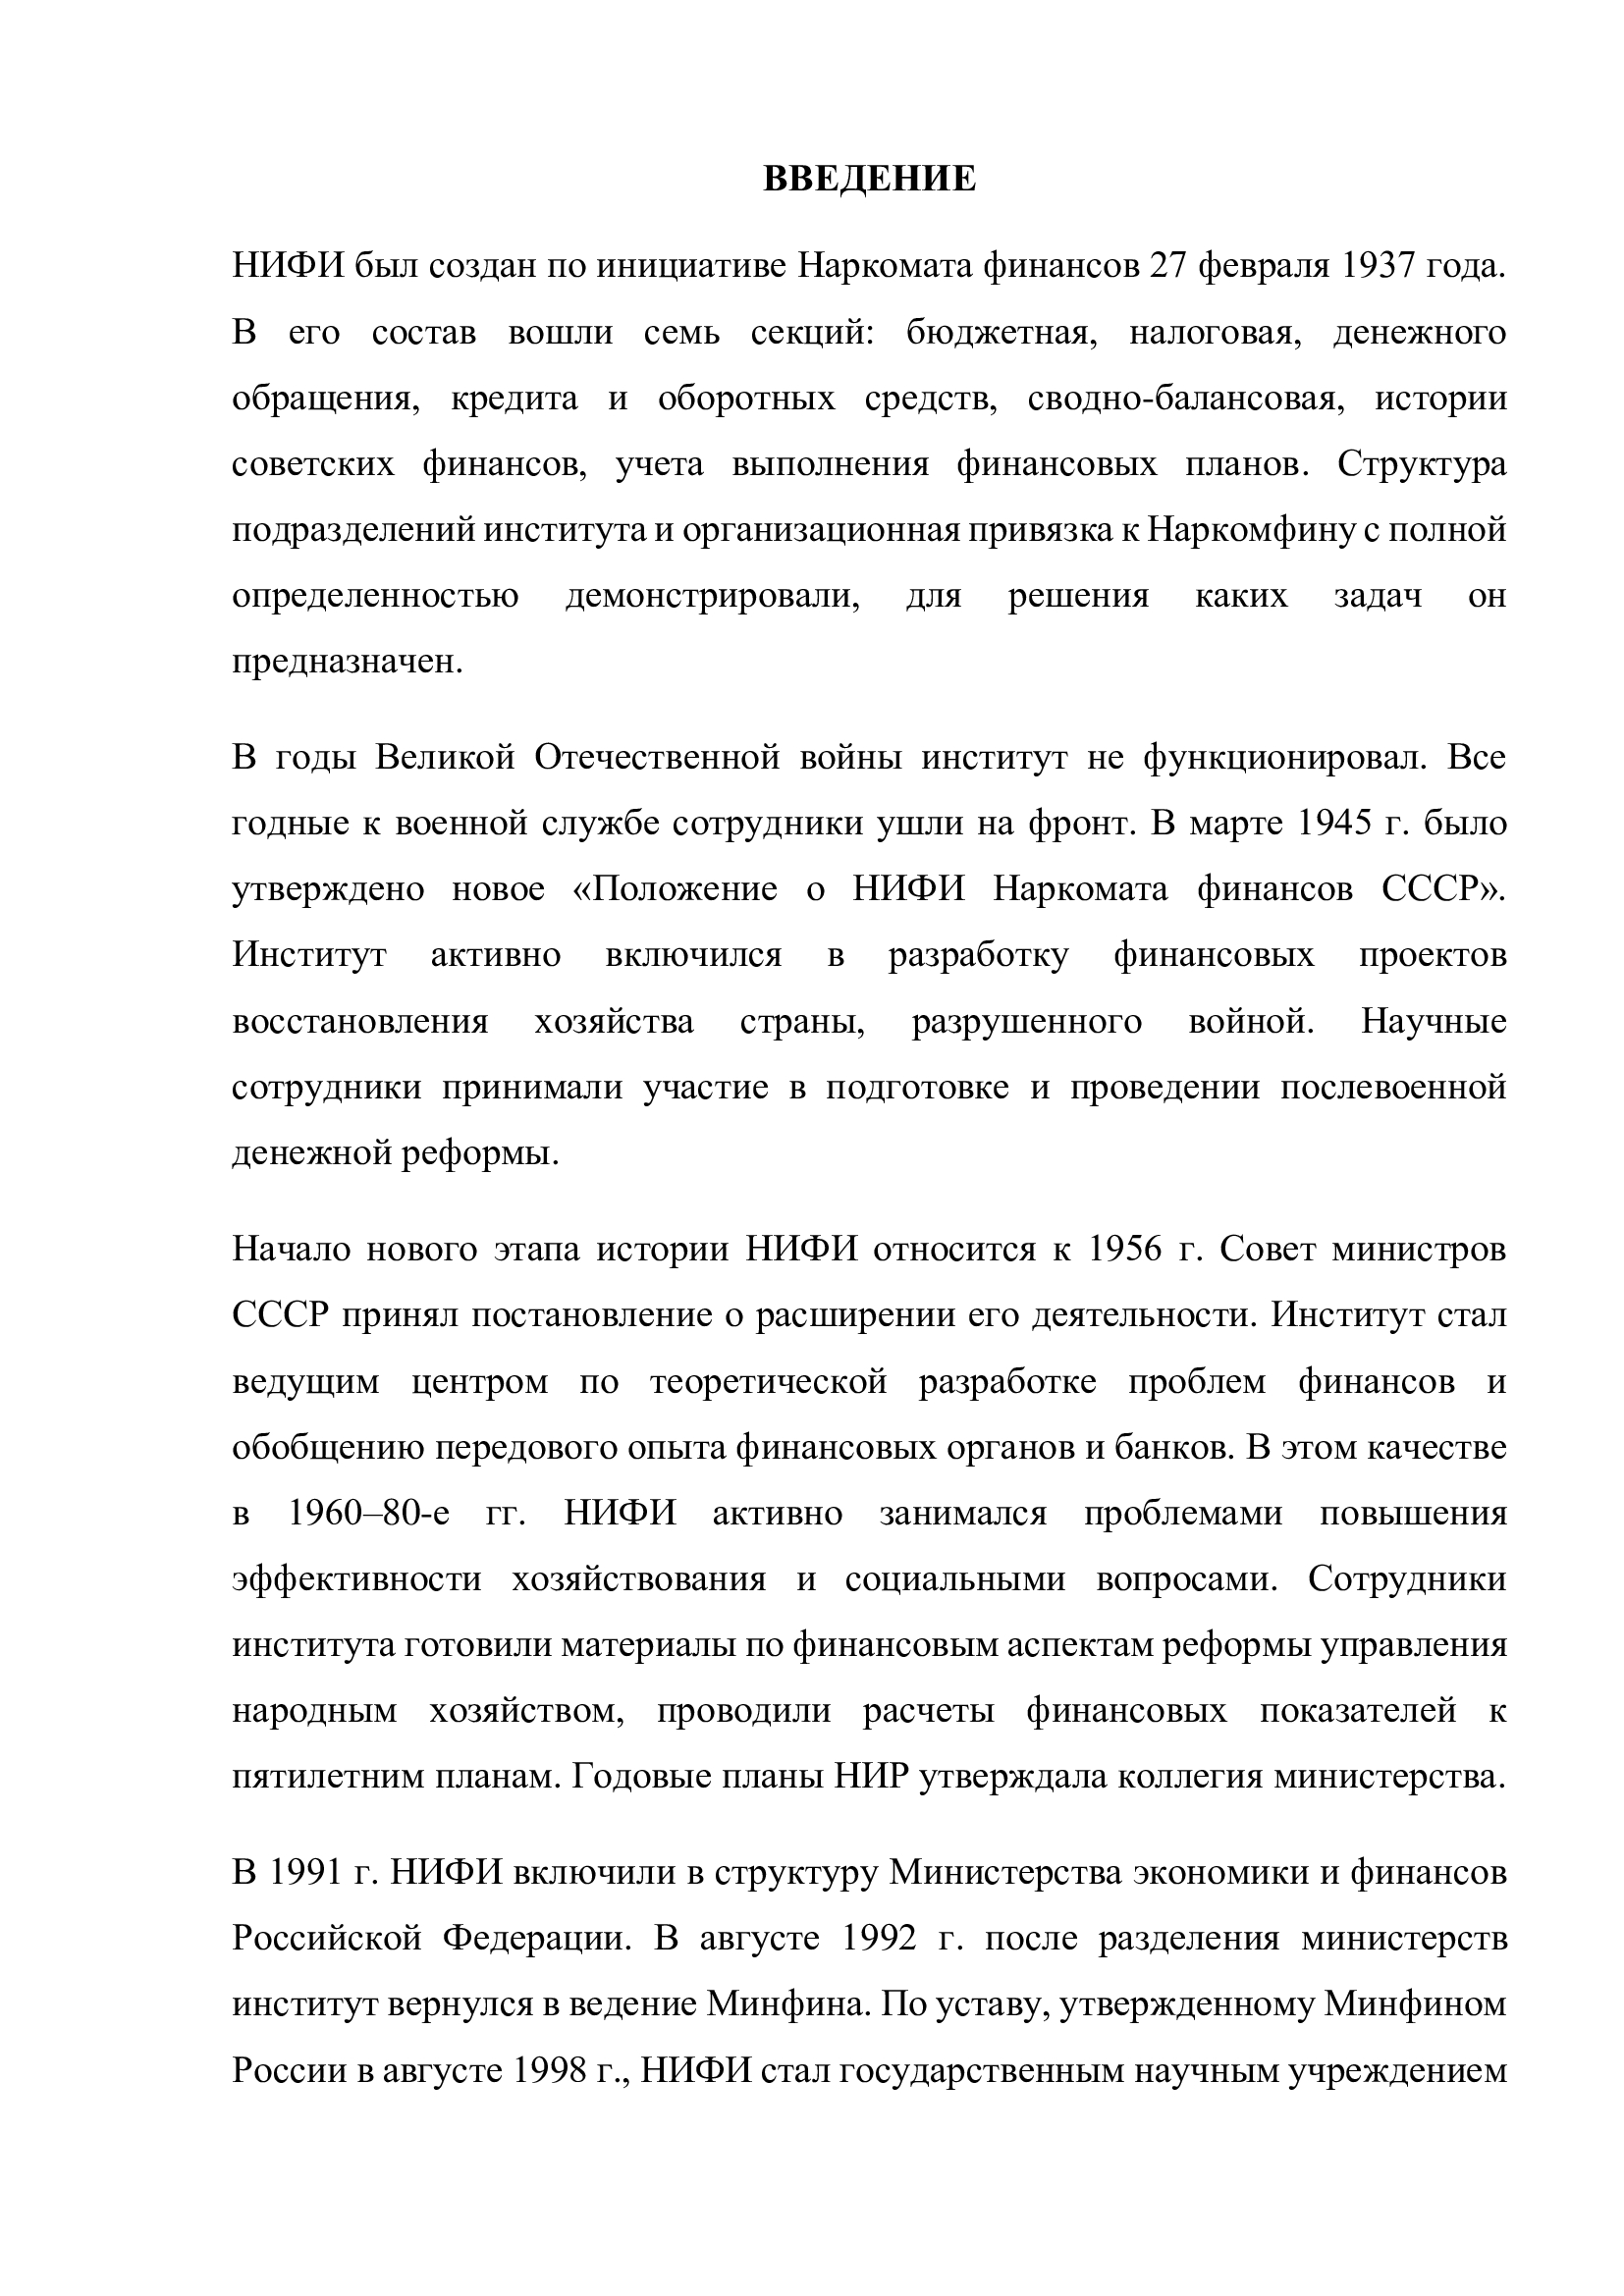 ВВЕДЕНИЕ
НИФИ был создан по инициативе Наркомата финансов 27 февраля 1937 года.
В его состав вошли семь секций: бюджетная, налоговая, денежного
обращения, кредита и оборотных средств, сводно-балансовая, истории
советских финансов, учета выполнения финансовых планов. Структура
подразделений института и организационная привязка к Наркомфину с полной
определенностью демонстрировали, для решения каких задач он
предназначен.
В годы Великой Отечественной войны институт не функционировал. Все
годные к военной службе сотрудники ушли на фронт. В марте 1945 г. было
утверждено новое «Положение о НИФИ Наркомата финансов СССР».
Институт активно включился в разработку финансовых проектов
восстановления хозяйства страны, разрушенного войной. Научные
сотрудники принимали участие в подготовке и проведении послевоенной
денежной реформы.
Начало нового этапа истории НИФИ относится к 1956 г. Совет министров
СССР принял постановление о расширении его деятельности. Институт стал
ведущим центром по теоретической разработке проблем финансов и
обобщению передового опыта финансовых органов и банков. В этом качестве
в 1960–80-е гг. НИФИ активно занимался проблемами повышения
эффективности хозяйствования и социальными вопросами. Сотрудники
института готовили материалы по финансовым аспектам реформы управления
народным хозяйством, проводили расчеты финансовых показателей к
пятилетним планам. Годовые планы НИР утверждала коллегия министерства.
В 1991 г. НИФИ включили в структуру Министерства экономики и финансов
Российской Федерации. В августе 1992 г. после разделения министерств
институт вернулся в ведение Минфина. По уставу, утвержденному Минфином
России в августе 1998 г., НИФИ стал государственным научным учреждением